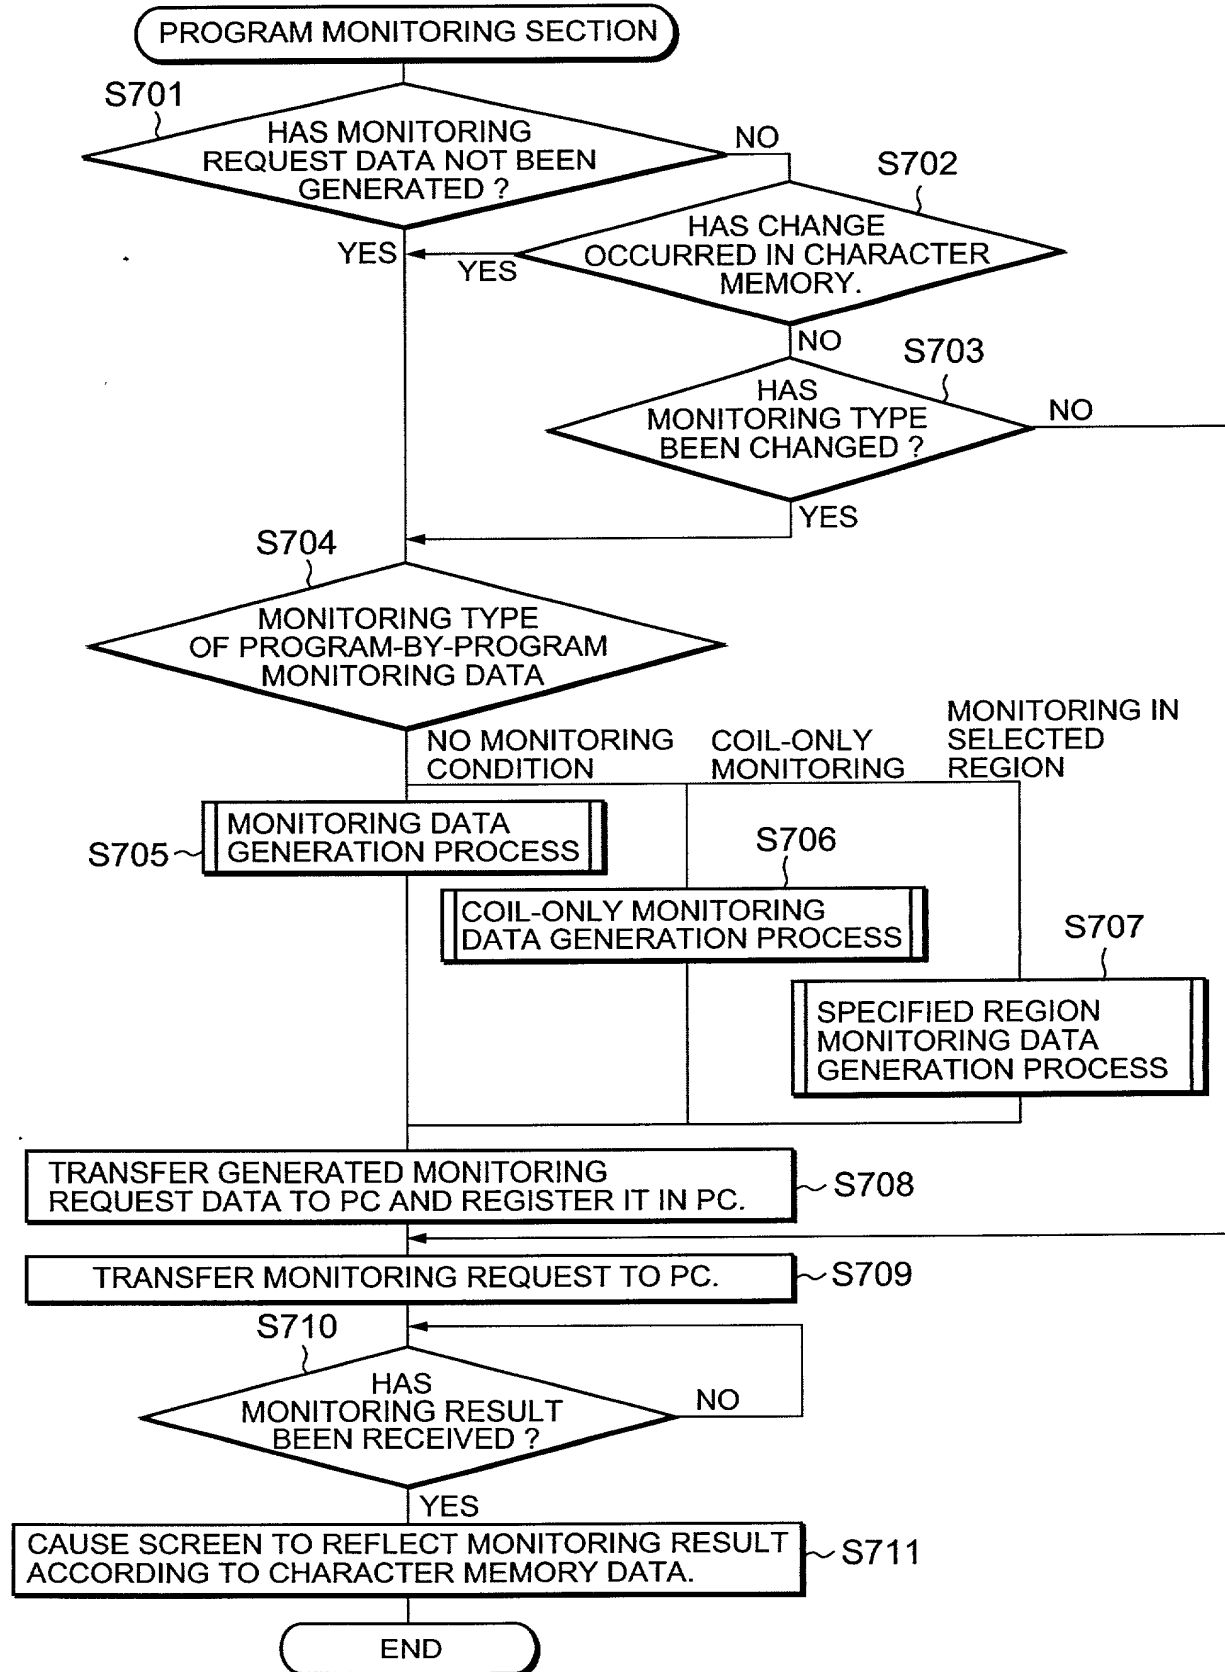 PROGRAM MONITORING SECTION
S701
HAS MONITORING
REQUEST DATA NOT BEEN
GENERATED ?
NO
YES
S702
HAS CHANGE
OCCURRED IN CHARACTER
MEMORY.
YES
NO
S703
HAS
MONITORING TYPE
BEEN CHANGED ?
NO
YES
S704
MONITORING TYPE
OF PROGRAM-BY-PROGRAM
MONITORING DATA
NO MONITORING
CONDITION
COIL-ONLY
MONITORING
MONITORING IN
SELECTED
REGION
S705
MONITORING DATA
GENERATION PROCESS
S706
COIL-ONLY MONITORING
DATA GENERATION PROCESS
S707
SPECIFIED REGION
MONITORING DATA
GENERATION PROCESS
TRANSFER GENERATED MONITORING
REQUEST DATA TO PC AND REGISTER IT IN PC.
S708
TRANSFER MONITORING REQUEST TO PC.
S709
S710
HAS
MONITORING RESULT
BEEN RECEIVED ?
NO
YES
CAUSE SCREEN TO REFLECT MONITORING RESULT
ACCORDING TO CHARACTER MEMORY DATA.
S711
END